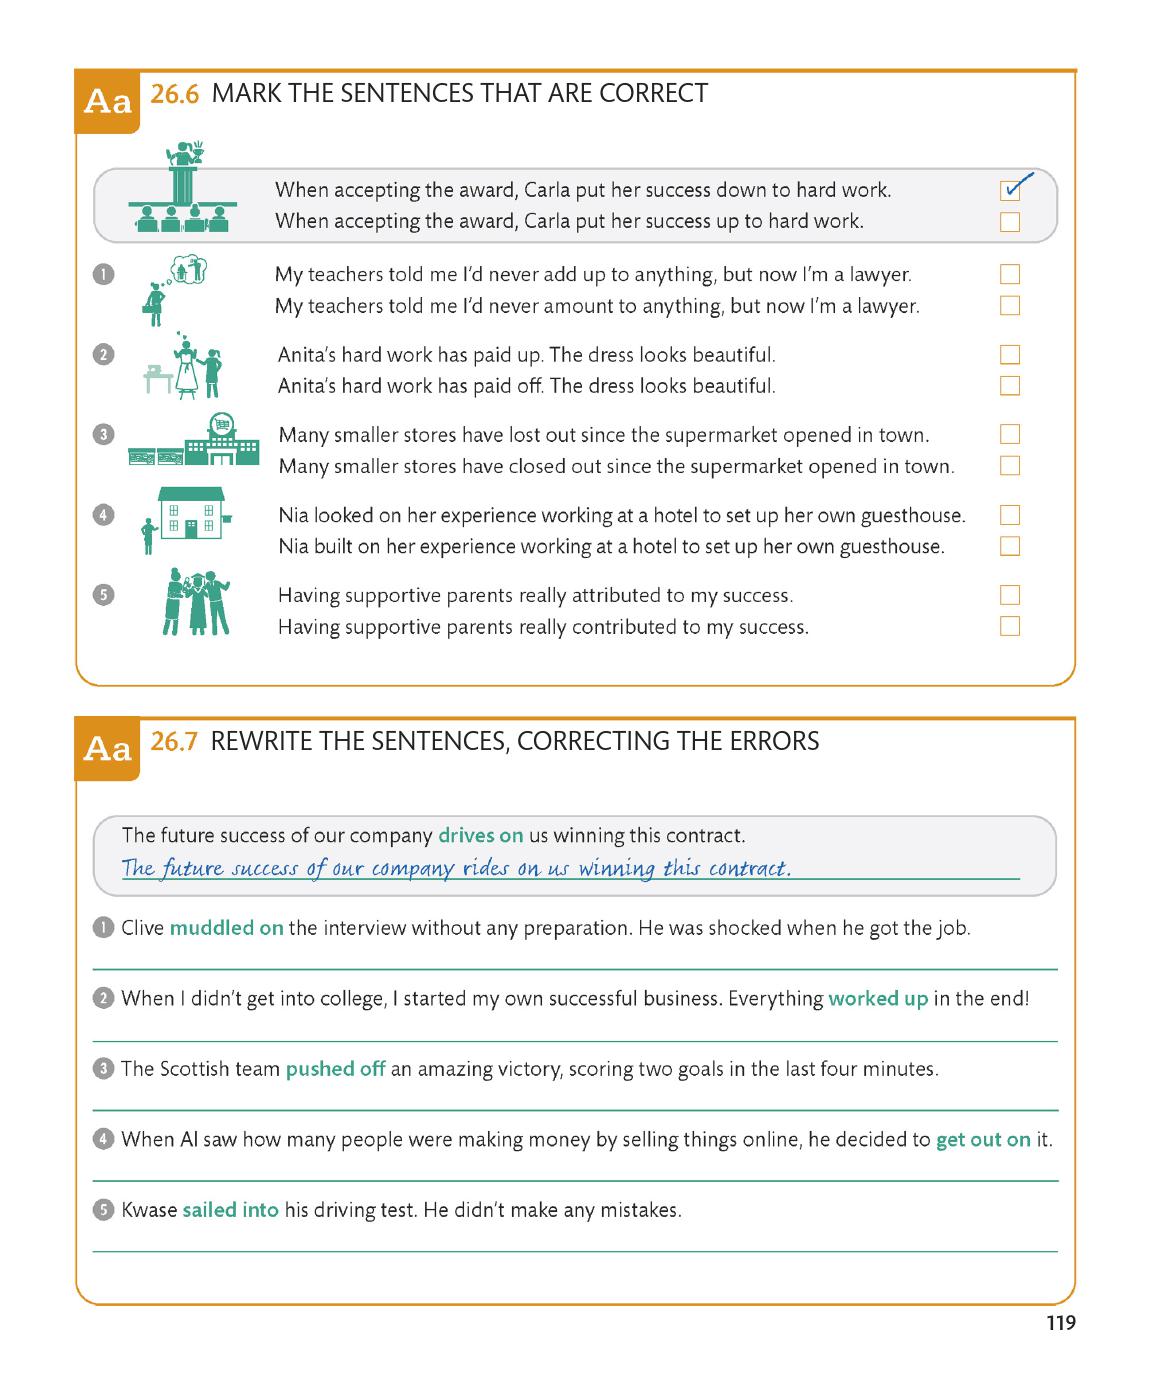 Aa 26.6 MARK THE SENTENCES THAT ARE CORRECT
When accepting the award, Carla put her success down to hard work.
When accepting the award, Carla put her success up to hard work.
1 My teachers told me I'd never add up to anything, but now I'm a lawyer.
My teachers told me I'd never amount to anything, but now I'm a lawyer.
2 Anita's hard work has paid up. The dress looks beautiful.
Anita's hard work has paid off. The dress looks beautiful.
3 Many smaller stores have lost out since the supermarket opened in town.
Many smaller stores have closed out since the supermarket opened in town.
4 Nia looked on her experience working at a hotel to set up her own guesthouse.
Nia built on her experience working at a hotel to set up her own guesthouse.
5 Having supportive parents really attributed to my success.
Having supportive parents really contributed to my success.
Aa 26.7 REWRITE THE SENTENCES, CORRECTING THE ERRORS
The future success of our company drives on us winning this contract.
The future success of our company rides on us winning this contract.
1 Clive muddled on the interview without any preparation. He was shocked when he got the job.
2 When I didn't get into college, I started my own successful business. Everything worked up in the end!
3 The Scottish team pushed off an amazing victory, scoring two goals in the last four minutes.
4 When Al saw how many people were making money by selling things online, he decided to get out on it.
5 Kwase sailed into his driving test. He didn't make any mistakes.
119